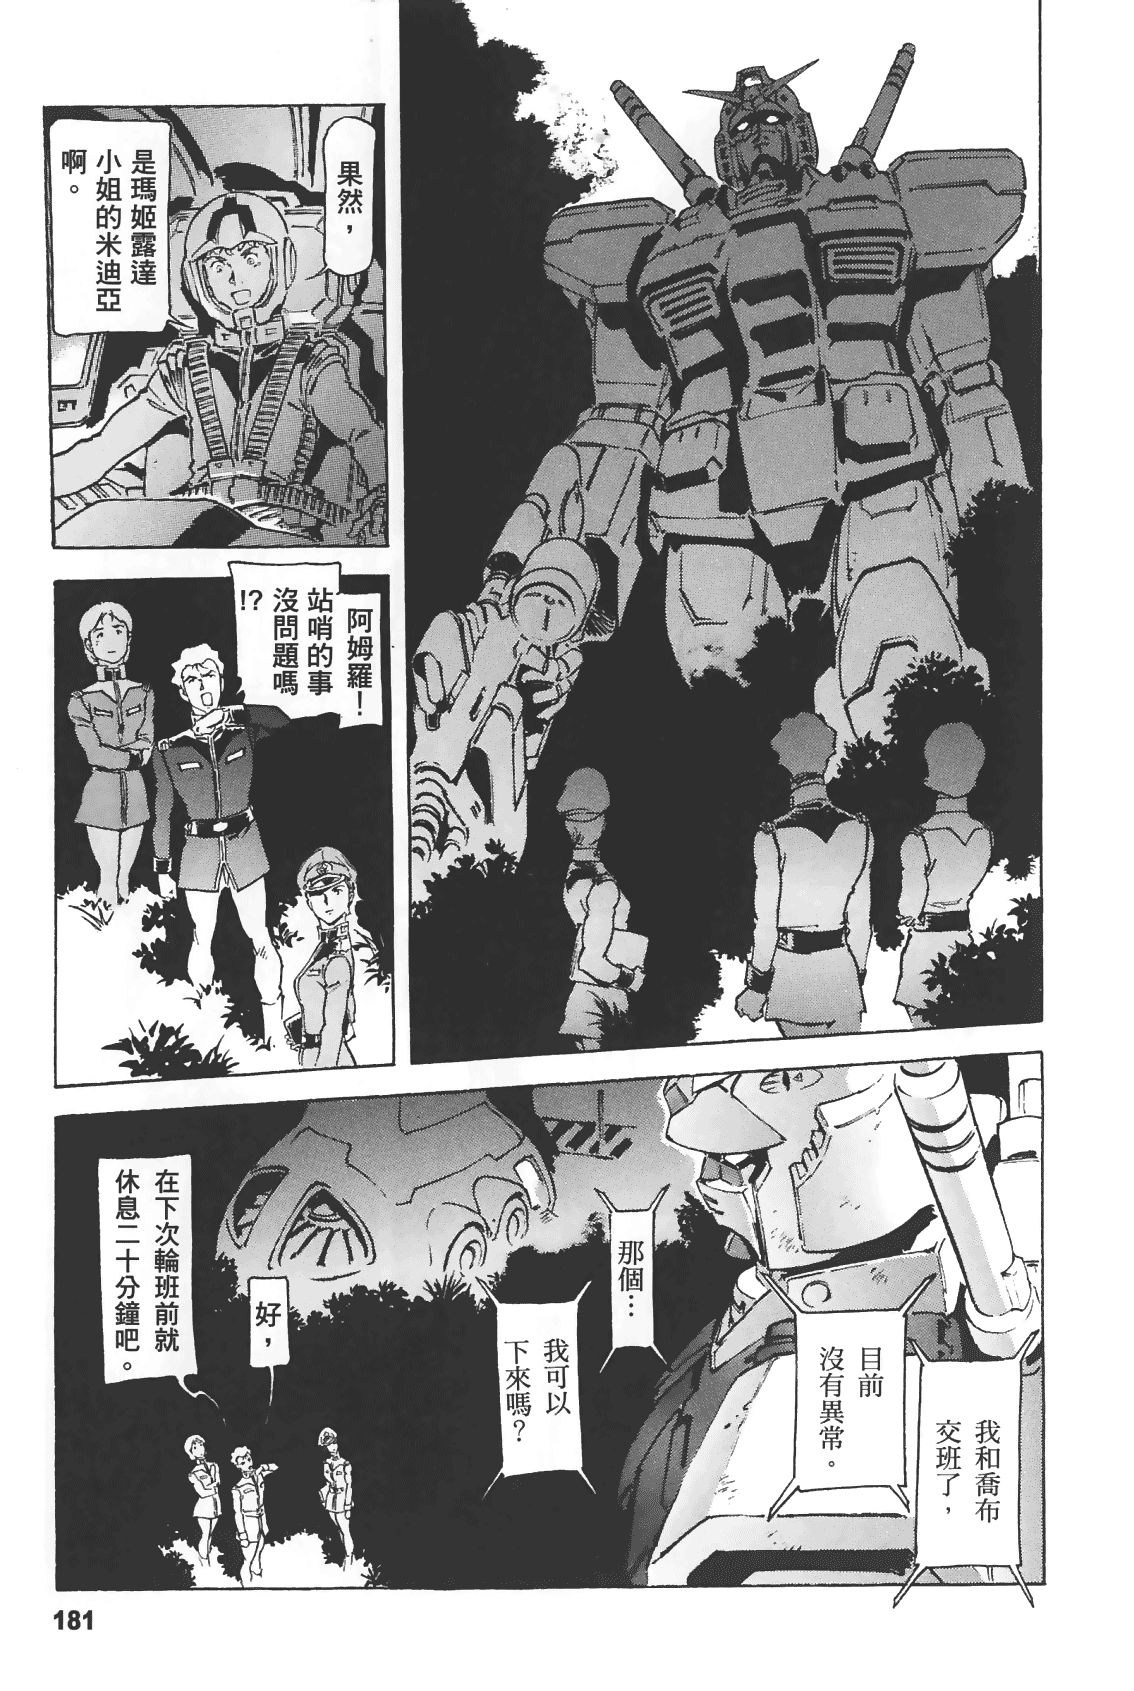 果然，
是瑪姬露達
小姐的米迪亞
啊。
阿姆羅！
站哨的事
沒問題嗎
!?
我和喬布
交班了，
目前
沒有異常。
那個…
我可以
下來嗎？
好，
在下次輪班前就
休息二十分鐘吧。
181